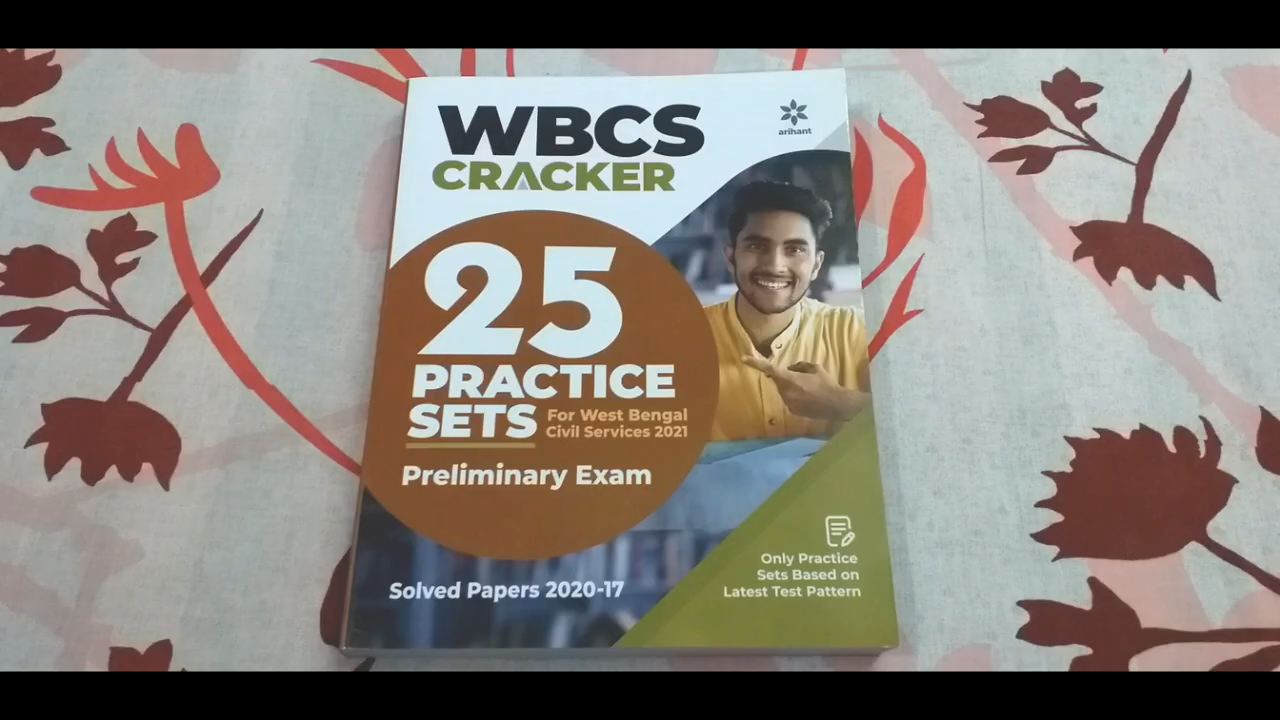 WBCS
arihant
CRACKER
25
PRACTICE
SETS
For West Bengal
Civil Services 2021
Preliminary Exam
Solved Papers 2020-17
Only Practice
Sets Based on
Latest Test Pattern